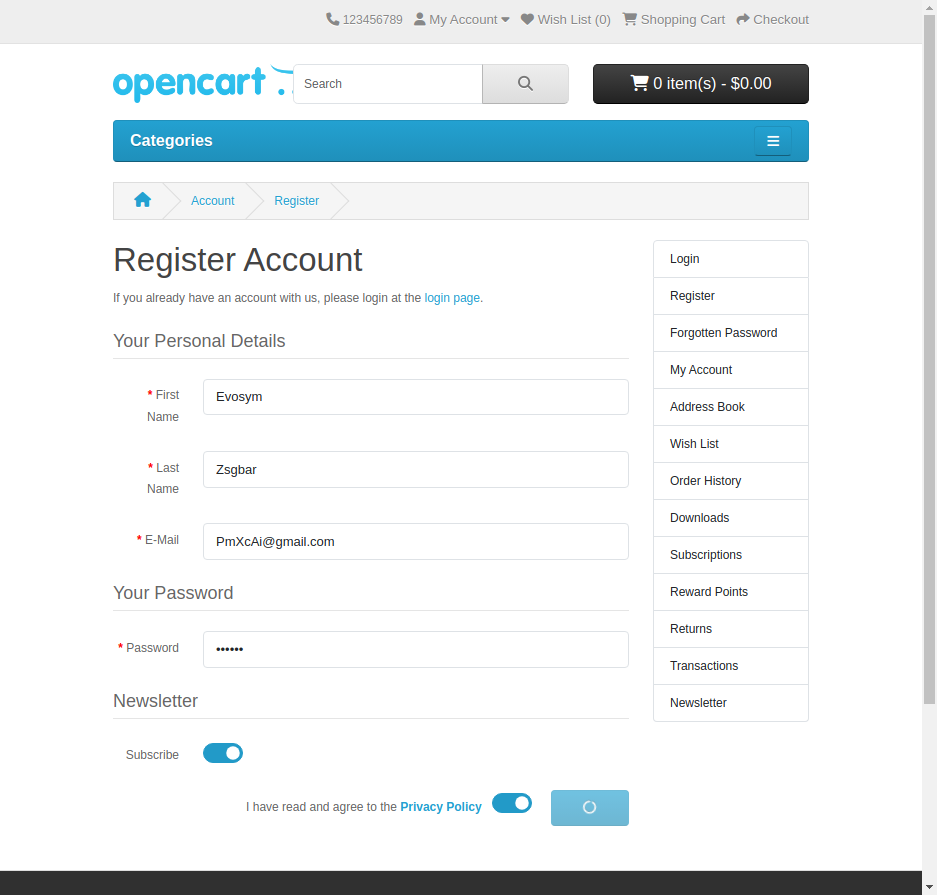 123456789 My Account Wish List (0) Shopping Cart Checkout
opencart
Search
0 item(s) - $0.00
Categories
Account
Register
Register Account
If you already have an account with us, please login at the login page.
Your Personal Details
* First Name
Evosym
* Last Name
Zsgbar
* E-Mail
PmXcAi@gmail.com
Your Password
* Password
••••••
Newsletter
Subscribe
I have read and agree to the Privacy Policy
Login
Register
Forgotten Password
My Account
Address Book
Wish List
Order History
Downloads
Subscriptions
Reward Points
Returns
Transactions
Newsletter